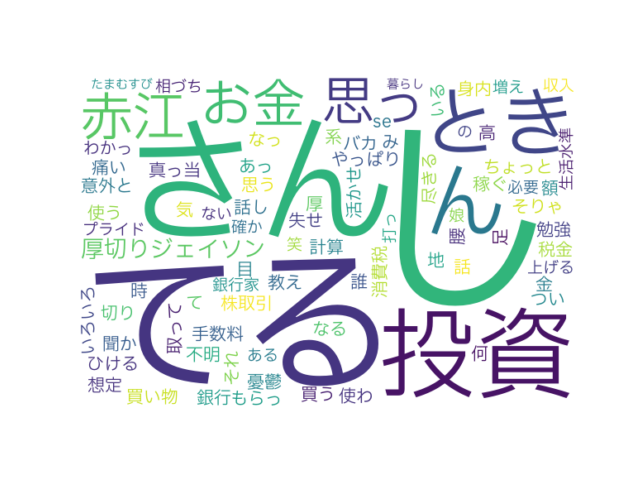 たまむすび
相づち
暮らし
身内
増え
収入
赤江
お金
思っ
いる
とき
さんし
ん
se
系
バカ
み
の
高
生活水準
わかっ
なっ
やっぱり
痛い
真っ当
あっ
活かせ
尽きる
ちょっと
意外と
思う
稼ぐ
必要
額
使う
気
ない
話し
厚
打っ
娘
そりゃ
プライド
確か
失せ
腰
足
勉強
厚切りジェイソン
笑
計算
消費税
地
話
税金
上げる
てる
目
時
て
銀行家
教え
誰
金
つい
いろいろ
切り
株取引
投資
聞か
取って
手数料
なる
ひける
不明
それ
ある
何
想定
憂鬱
買い物
銀行
もらっ
買う
使わ